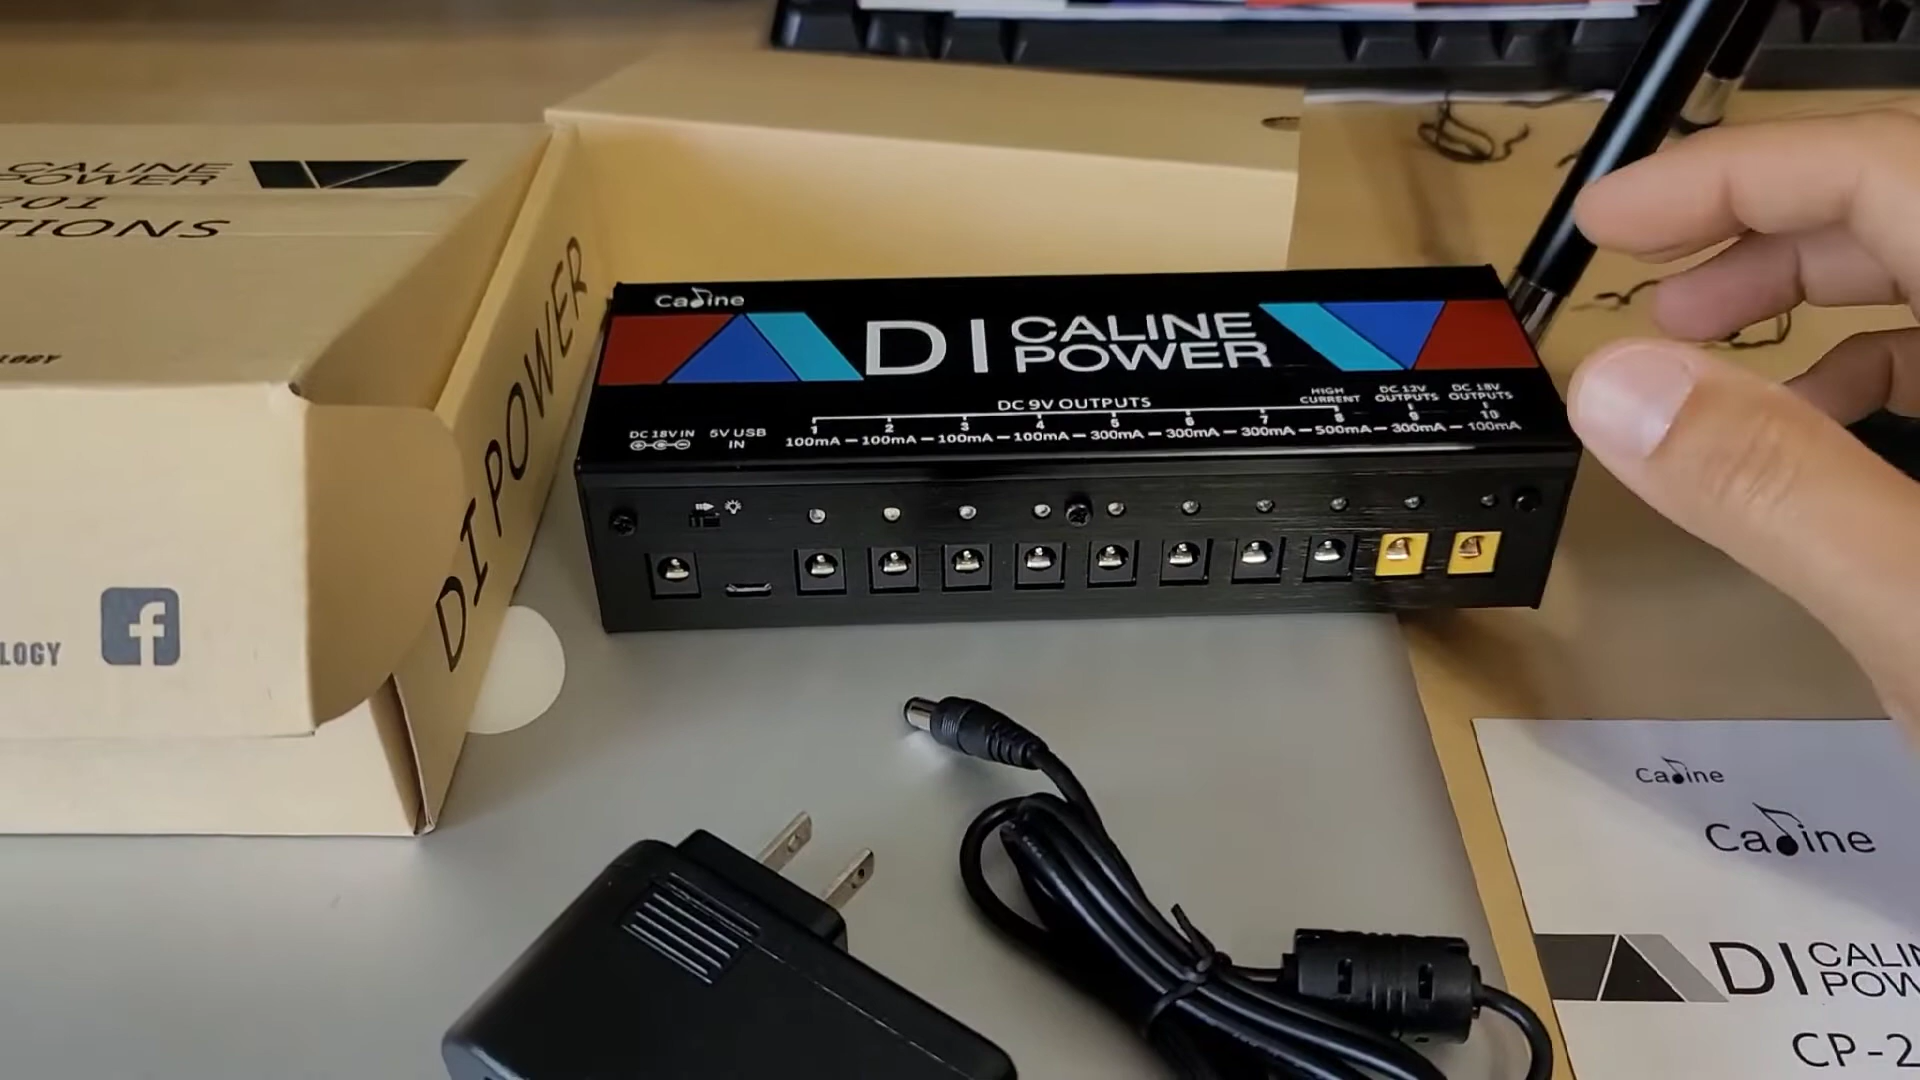 CALINE
POWER
201
TIONS
LOGY
LOGY
DI POWER
Caline
DI CALINE
POWER
DC 9V OUTPUTS
HIGH
CURRENT
DC 12V
OUTPUTS
DC 18V
OUTPUTS
1 2 3 4 5 6 7 8 9 10
100mA — 100mA — 100mA — 100mA — 300mA — 300mA — 300mA — 500mA — 300mA — 100mA
DC 18V IN
5V USB
IN
Caline
Caline
DI CALIN
POW
CP-2